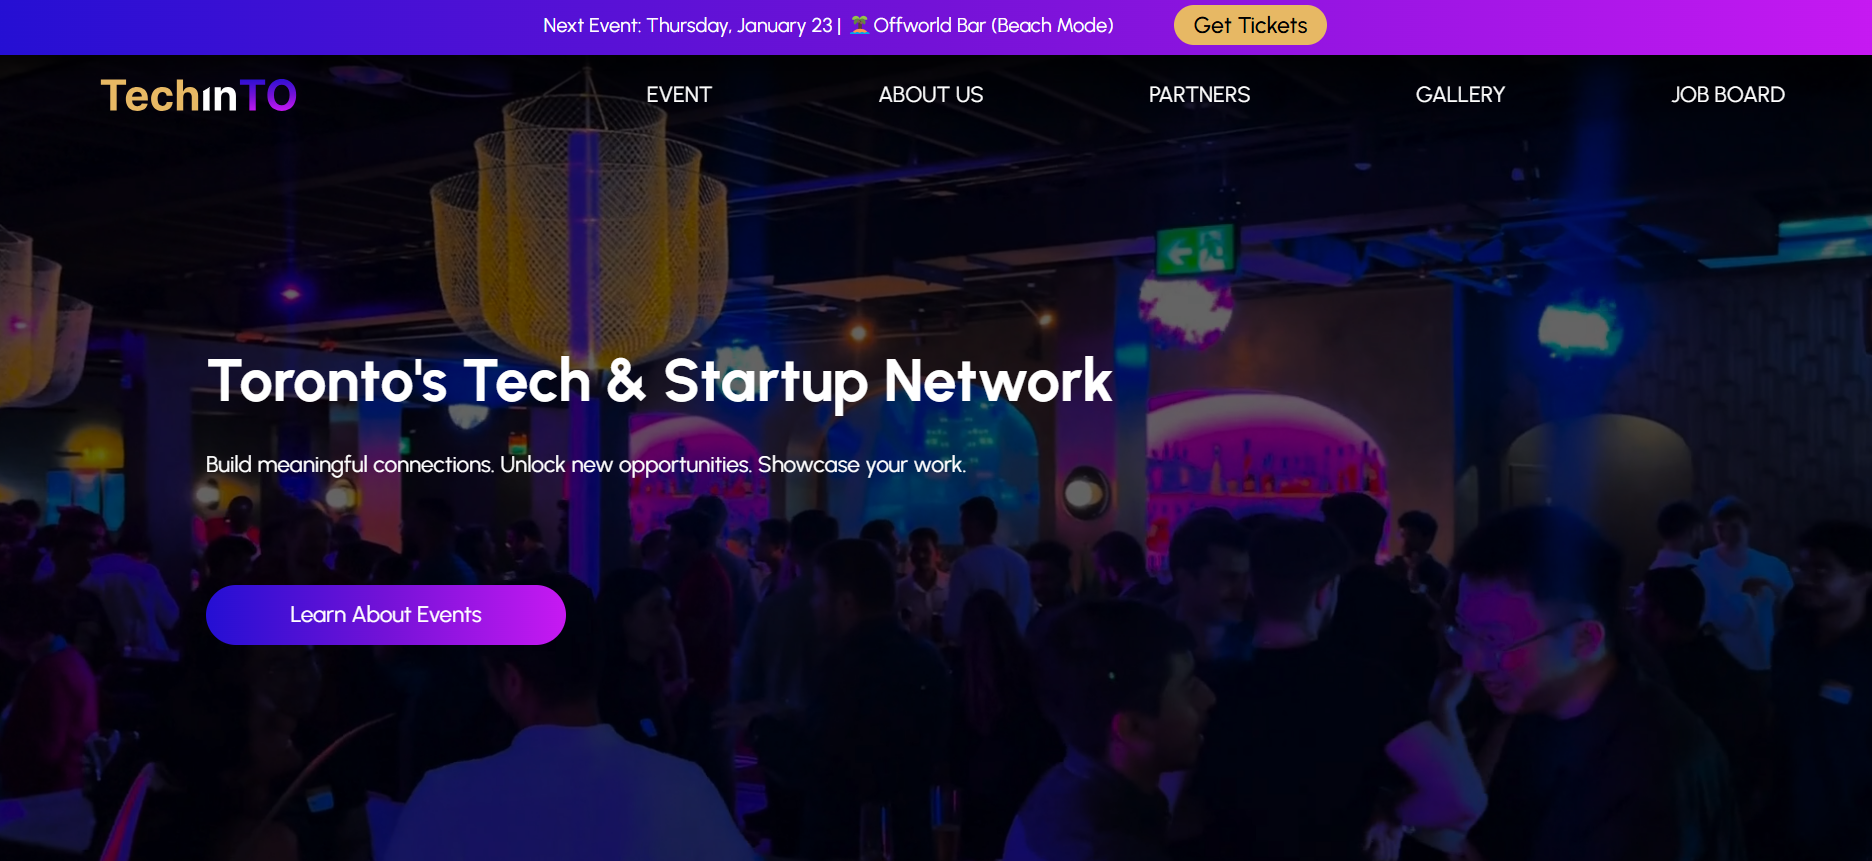 Next Event: Thursday, January 23 | 🏝️Offworld Bar (Beach Mode)
Get Tickets
TechinTO
EVENT
ABOUT US
PARTNERS
GALLERY
JOB BOARD
Toronto's Tech & Startup Network
Build meaningful connections. Unlock new opportunities. Showcase your work.
Learn About Events